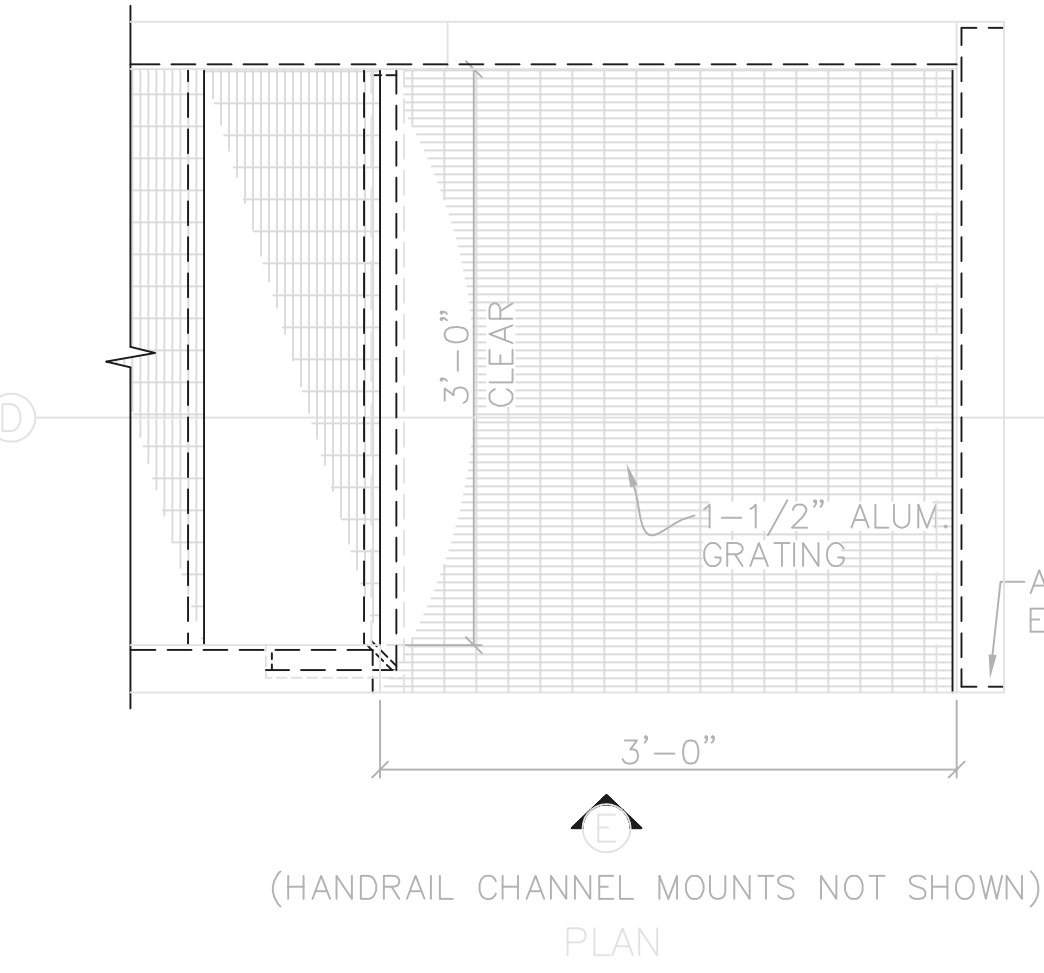 3'-0"
CLEAR
D
1-1/2" ALUM.
GRATING
A
E
3'-0"
E
(HANDRAIL CHANNEL MOUNTS NOT SHOWN)
PLAN